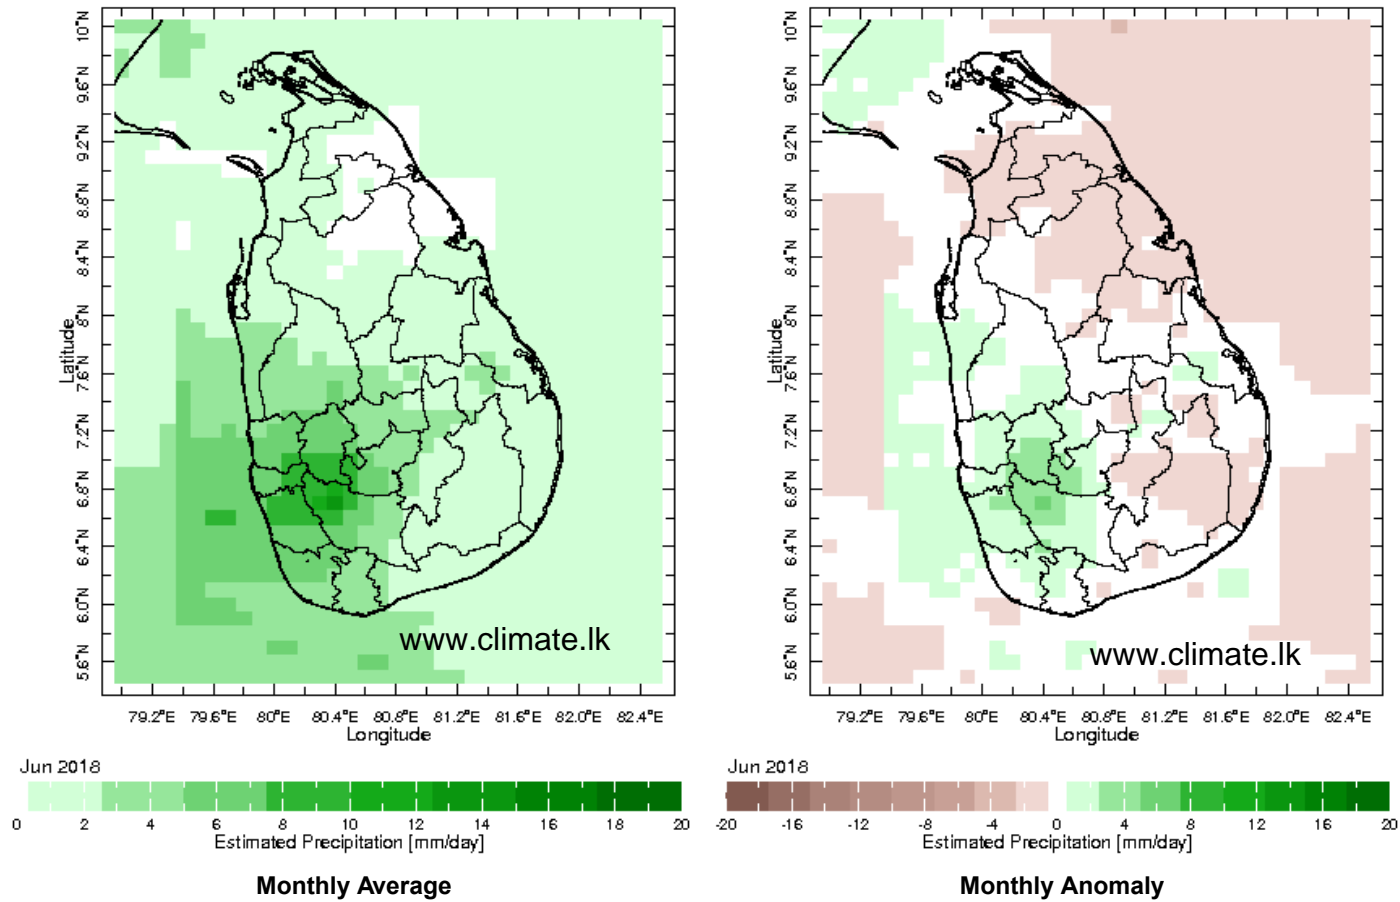 10°N
9.6°N
9.2°N
8.8°N
8.4°N
8°N
7.6°N
7.2°N
6.8°N
6.4°N
6.0°N
5.6°N
Latitude
www.climate.lk
79.2°E 79.6°E 80°E 80.4°E 80.8°E 81.2°E 81.6°E 82.0°E 82.4°E
Longitude
Jun 2018
0 2 4 6 8 10 12 14 16 18 20
Estimated Precipitation [mm/day]
Monthly Average
10°N
9.6°N
9.2°N
8.8°N
8.4°N
8°N
7.6°N
7.2°N
6.8°N
6.4°N
6.0°N
5.6°N
Latitude
www.climate.lk
79.2°E 79.6°E 80°E 80.4°E 80.8°E 81.2°E 81.6°E 82.0°E 82.4°E
Longitude
Jun 2018
-20 -16 -12 -8 -4 0 4 8 12 16 20
Estimated Precipitation [mm/day]
Monthly Anomaly